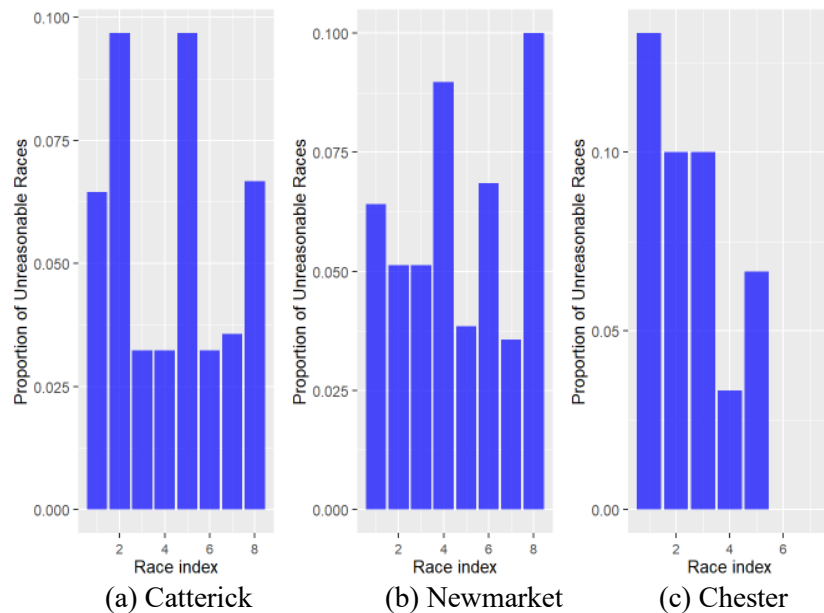 Proportion of Unreasonable Races
0.100
0.075
0.050
0.025
0.000
2 4 6 8
Race index
(a) Catterick
Proportion of Unreasonable Races
0.100
0.075
0.050
0.025
0.000
2 4 6 8
Race index
(b) Newmarket
Proportion of Unreasonable Races
0.10
0.05
0.00
2 4 6
Race index
(c) Chester